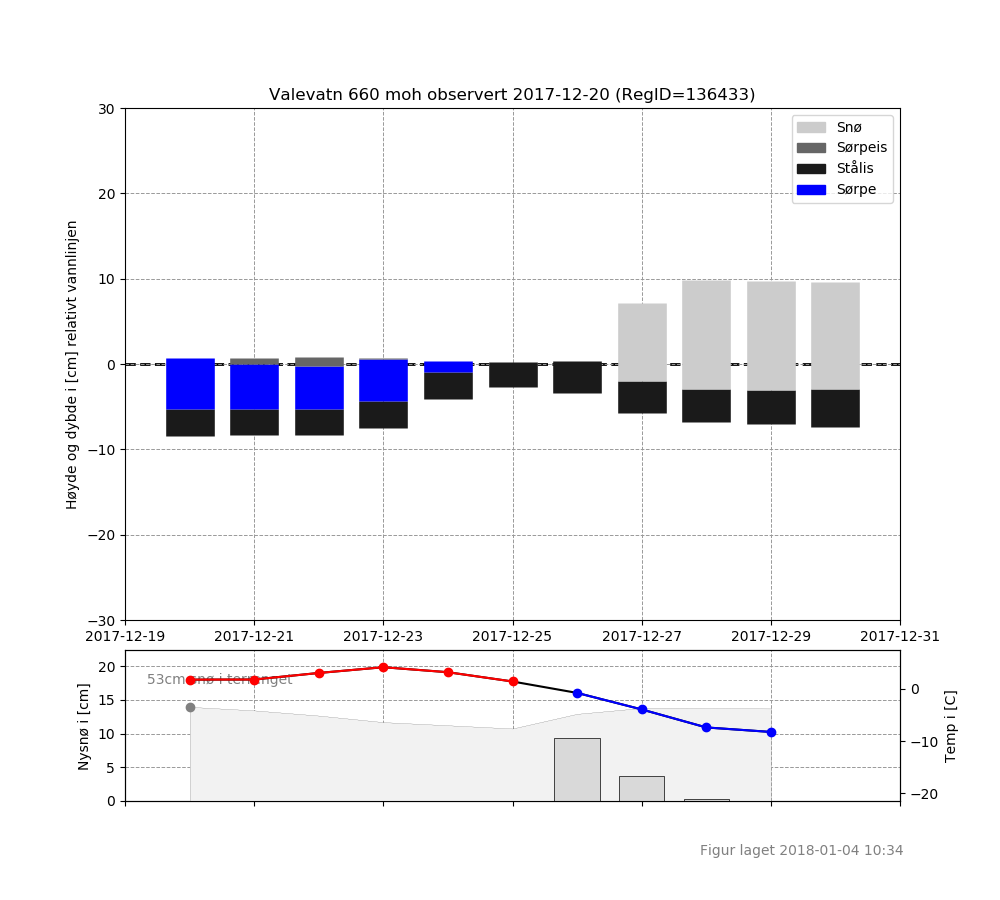 Valevatn 660 moh observert 2017-12-20 (RegID=136433)
Snø
Sørpeis
Stålis
Sørpe
Høyde og dybde i [cm] relativt vannlinjen
30
20
10
0
−10
−20
−30
2017-12-19 2017-12-21 2017-12-23 2017-12-25 2017-12-27 2017-12-29 2017-12-31
53cm snø i terrenget
Nysnø i [cm]
20
15
10
5
0
Temp i [C]
0
−10
−20
Figur laget 2018-01-04 10:34